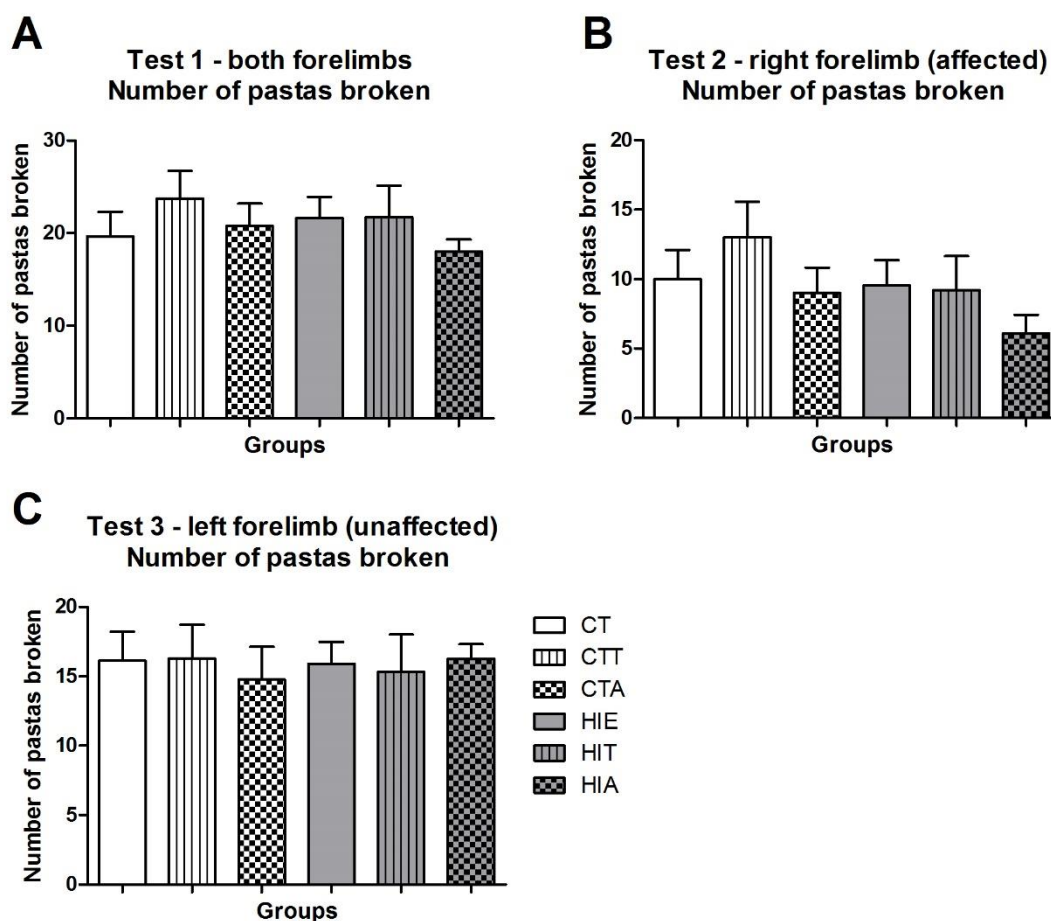 A
Test 1 - both forelimbs
Number of pastas broken
Number of pastas broken
30
20
10
0
Groups
B
Test 2 - right forelimb (affected)
Number of pastas broken
Number of pastas broken
20
15
10
5
0
Groups
C
Test 3 - left forelimb (unaffected)
Number of pastas broken
Number of pastas broken
20
15
10
5
0
Groups
CT
CTT
CTA
HIE
HIT
HIA